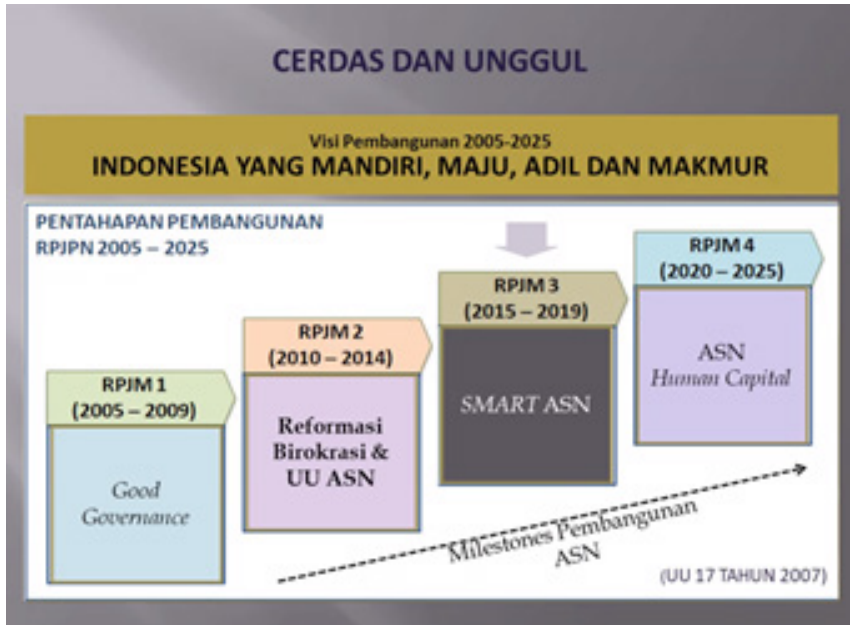 CERDAS DAN UNGGUL
Visi Pembangunan 2005-2025
INDONESIA YANG MANDIRI, MAJU, ADIL DAN MAKMUR
PENTAHAPAN PEMBANGUNAN
RPJPN 2005 – 2025
RPJM 1
(2005 – 2009)
Good
Governance
RPJM 2
(2010 – 2014)
Reformasi
Birokrasi &
UU ASN
RPJM 3
(2015 – 2019)
SMART ASN
RPJM 4
(2020 – 2025)
ASN
Human Capital
Milestones Pembangunan
ASN
(UU 17 TAHUN 2007)